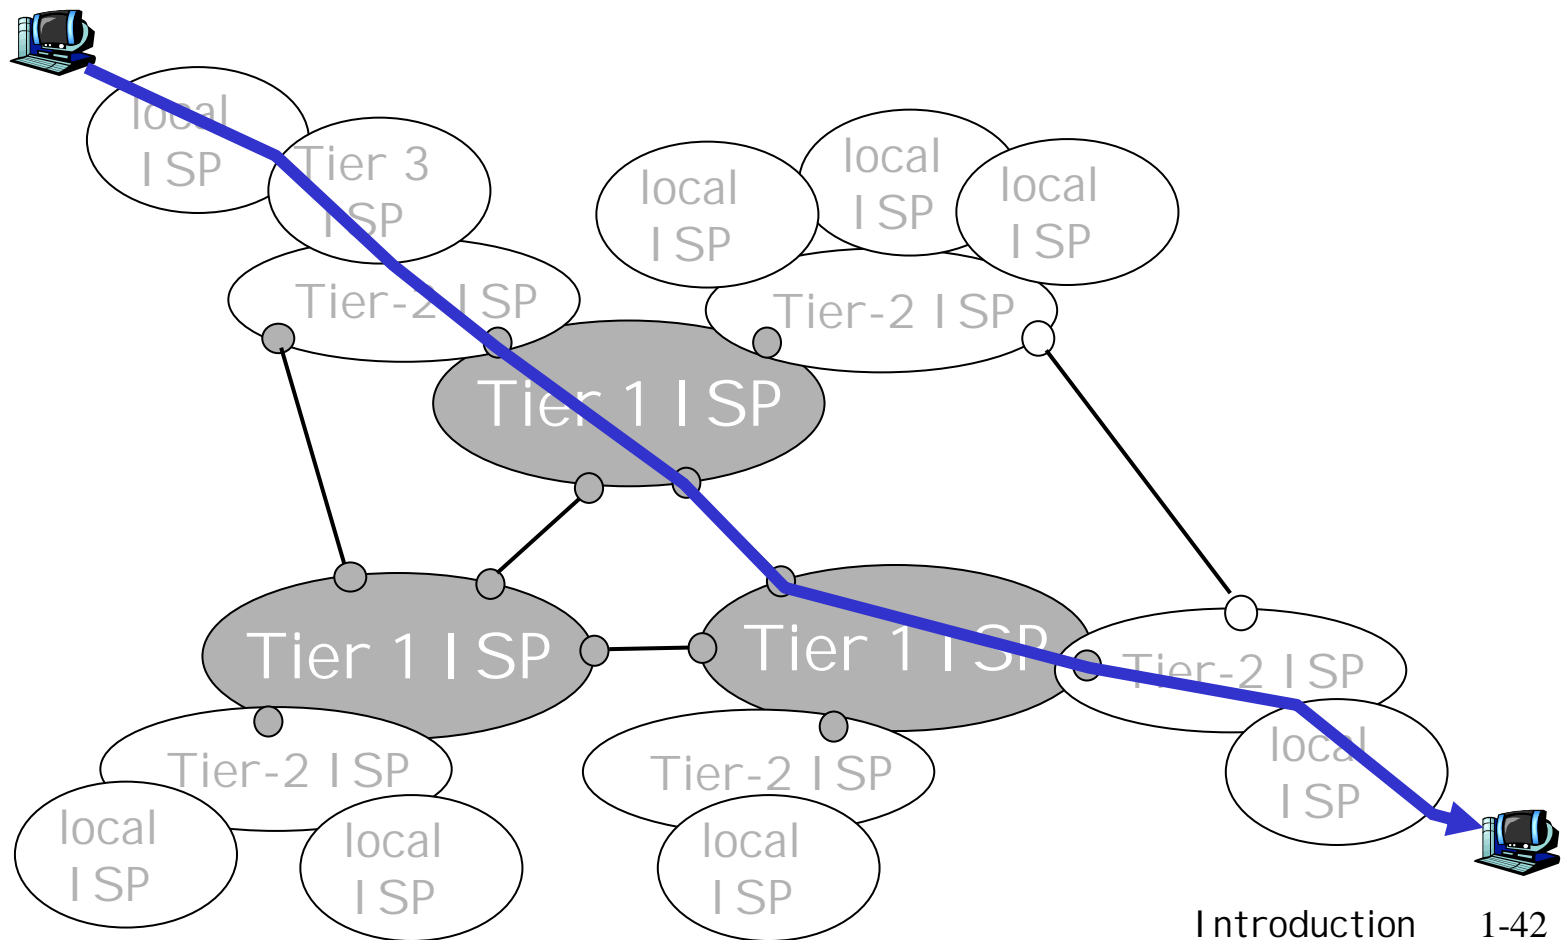 local
ISP
Tier 3
ISP
local
ISP
local
ISP
local
ISP
Tier-2 ISP
Tier-2 ISP
Tier 1 ISP
Tier 1 ISP
Tier 1 ISP
Tier-2 ISP
Tier-2 ISP
Tier-2 ISP
local
ISP
local
ISP
local
ISP
local
ISP
Introduction 1-42